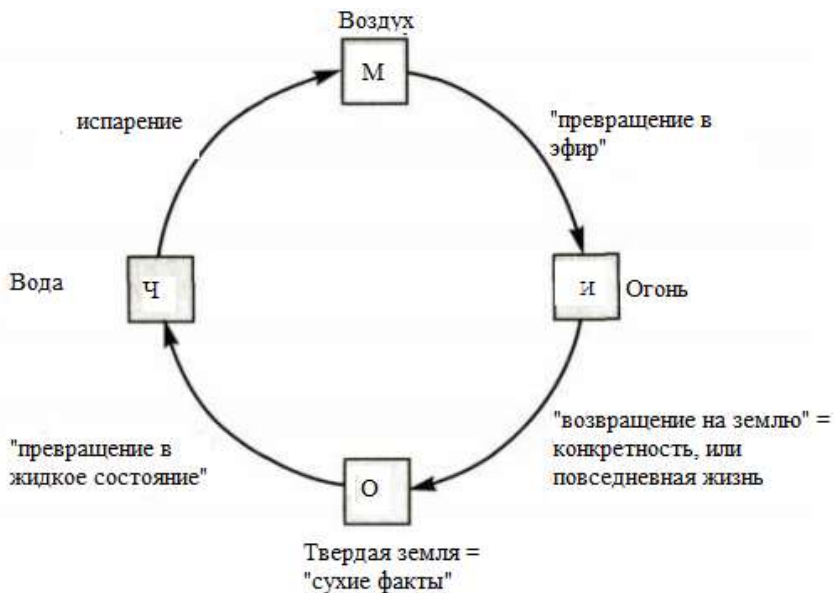 Воздух
М
испарение
"превращение в
эфир"
Вода
Ч
и
Огонь
"превращение в
жидкое состояние"
"возвращение на землю" =
конкретность, или
повседневная жизнь
О
Твердая земля =
"сухие факты"